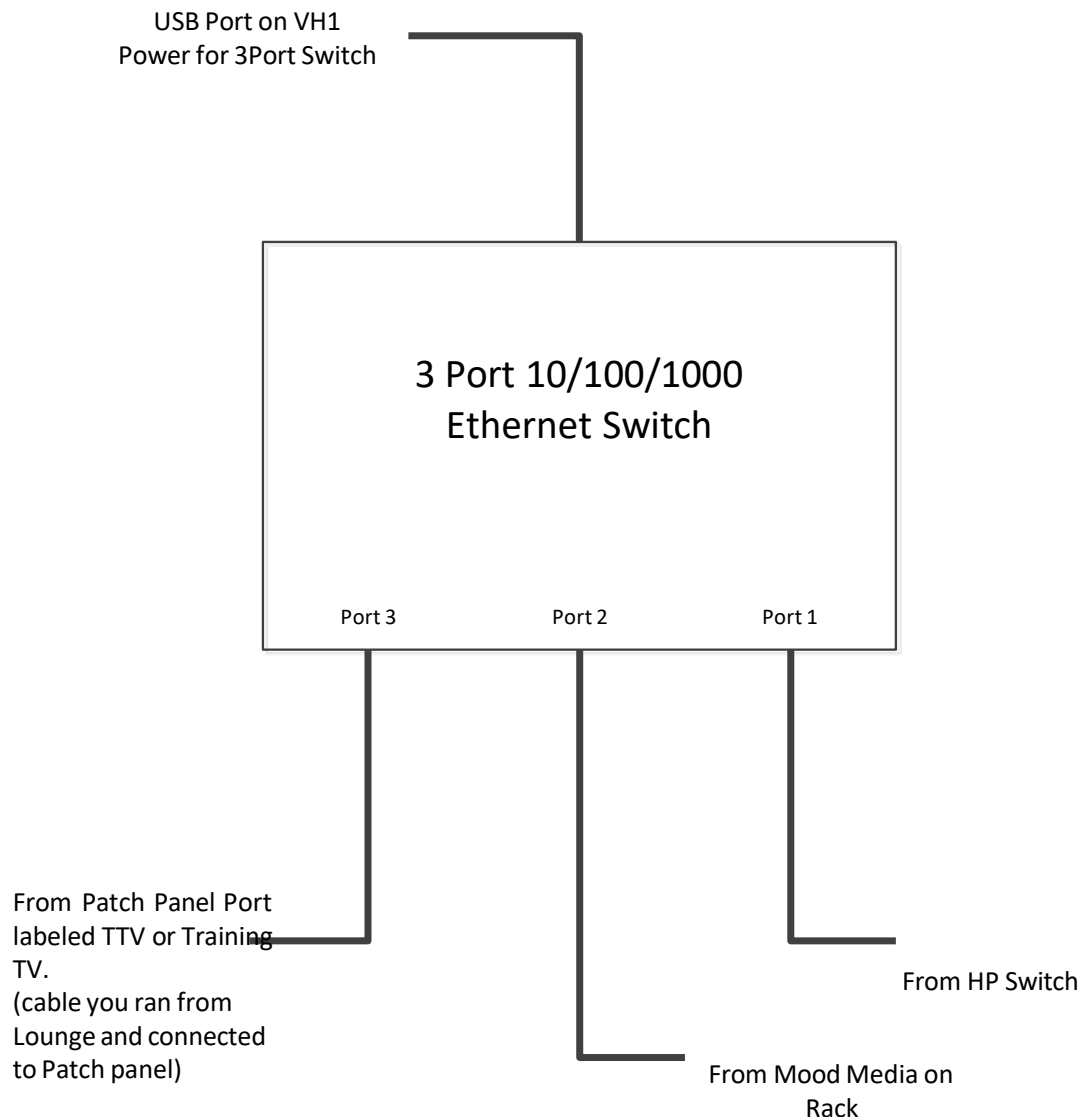 USB Port on VH1
Power for 3Port Switch
3 Port 10/100/1000
Ethernet Switch
Port 3
Port 2
Port 1
From Patch Panel Port
labeled TTV or Training
TV.
(cable you ran from
Lounge and connected
to Patch panel)
From HP Switch
From Mood Media on
Rack